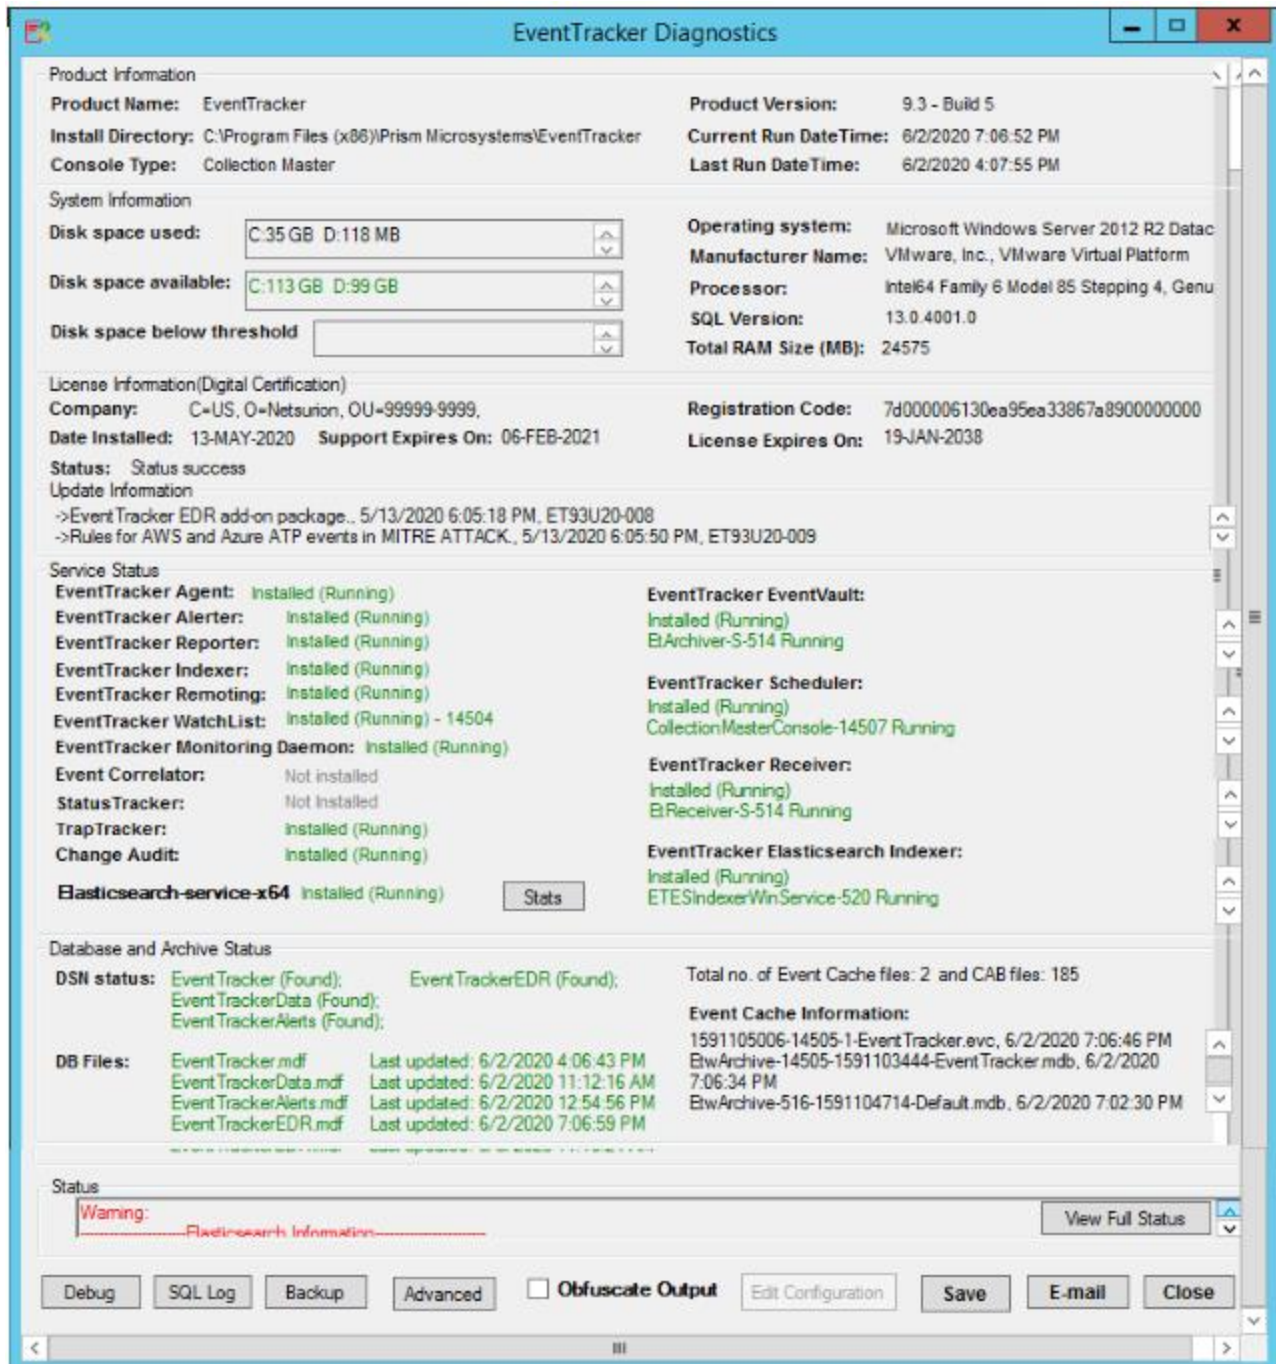 EventTracker Diagnostics
Product Information
Product Name: EventTracker Product Version: 9.3 - Build 5
Install Directory: C:\Program Files (x86)\Prism Microsystems\EventTracker Current Run DateTime: 6/2/2020 7:06:52 PM
Console Type: Collection Master Last Run DateTime: 6/2/2020 4:07:55 PM
System Information
Disk space used: C:35 GB D:118 MB Operating system: Microsoft Windows Server 2012 R2 Datac
Manufacturer Name: VMware, Inc., VMware Virtual Platform
Disk space available: C:113 GB D:99 GB Processor: Intel64 Family 6 Model 85 Stepping 4, Genu
SQL Version: 13.0.4001.0
Disk space below threshold Total RAM Size (MB): 24575
License Information(Digital Certification)
Company: C=US, O=Netsurion, OU=99999-9999, Registration Code: 7d000006130ea95ea33867a8900000000
Date Installed: 13-MAY-2020 Support Expires On: 06-FEB-2021 License Expires On: 19-JAN-2038
Status: Status success
Update Information
->EventTracker EDR add-on package., 5/13/2020 6:05:18 PM, ET93U20-008
->Rules for AWS and Azure ATP events in MITRE ATTACK., 5/13/2020 6:05:50 PM, ET93U20-009
Service Status
EventTracker Agent: Installed (Running)
EventTracker Alerter: Installed (Running)
EventTracker Reporter: Installed (Running)
EventTracker Indexer: Installed (Running)
EventTracker Remoting: Installed (Running)
EventTracker WatchList: Installed (Running) - 14504
EventTracker Monitoring Daemon: Installed (Running)
Event Correlator: Not installed
StatusTracker: Not Installed
TrapTracker: Installed (Running)
Change Audit: Installed (Running)
Elasticsearch-service-x64 Installed (Running) Stats
EventTracker EventVault:
Installed (Running)
EtArchiver-S-514 Running
EventTracker Scheduler:
Installed (Running)
CollectionMasterConsole-14507 Running
EventTracker Receiver:
Installed (Running)
EtReceiver-S-514 Running
EventTracker Elasticsearch Indexer:
Installed (Running)
ETESIndexerWinService-520 Running
Database and Archive Status
DSN status: EventTracker (Found); EventTrackerEDR (Found);
EventTrackerData (Found);
EventTrackerAlerts (Found);
DB Files: EventTracker.mdf Last updated: 6/2/2020 4:06:43 PM
EventTrackerData.mdf Last updated: 6/2/2020 11:12:16 AM
EventTrackerAlerts.mdf Last updated: 6/2/2020 12:54:56 PM
EventTrackerEDR.mdf Last updated: 6/2/2020 7:06:59 PM
Total no. of Event Cache files: 2 and CAB files: 185
Event Cache Information:
1591105006-14505-1-EventTracker.evc, 6/2/2020 7:06:46 PM
EtwArchive-14505-1591103444-EventTracker.mdb, 6/2/2020
7:06:34 PM
EtwArchive-516-1591104714-Default.mdb, 6/2/2020 7:02:30 PM
Status
Warning:
---------------------Elasticsearch Information---------------------- View Full Status
Debug SQL Log Backup Advanced Obfuscate Output Edit Configuration Save E-mail Close